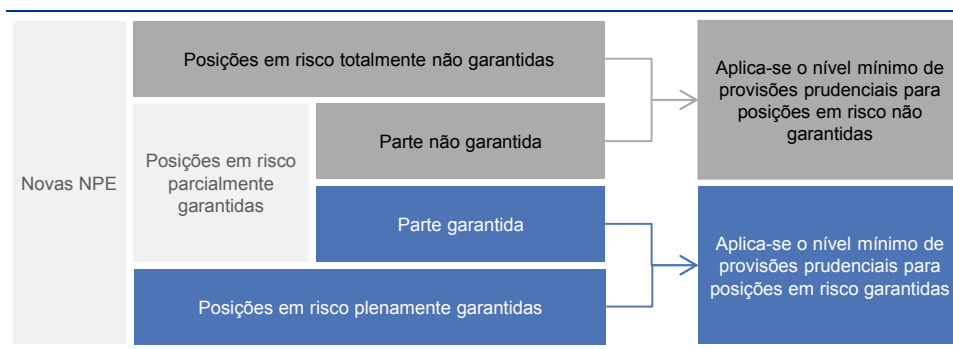 Novas NPE
Posições em risco totalmente não garantidas
Posições em risco
parcialmente
garantidas
Parte não garantida
Parte garantida
Posições em risco plenamente garantidas
Aplica-se o nível mínimo de
provisões prudenciais para
posições em risco não
garantidas
Aplica-se o nível mínimo de
provisões prudenciais para
posições em risco garantidas